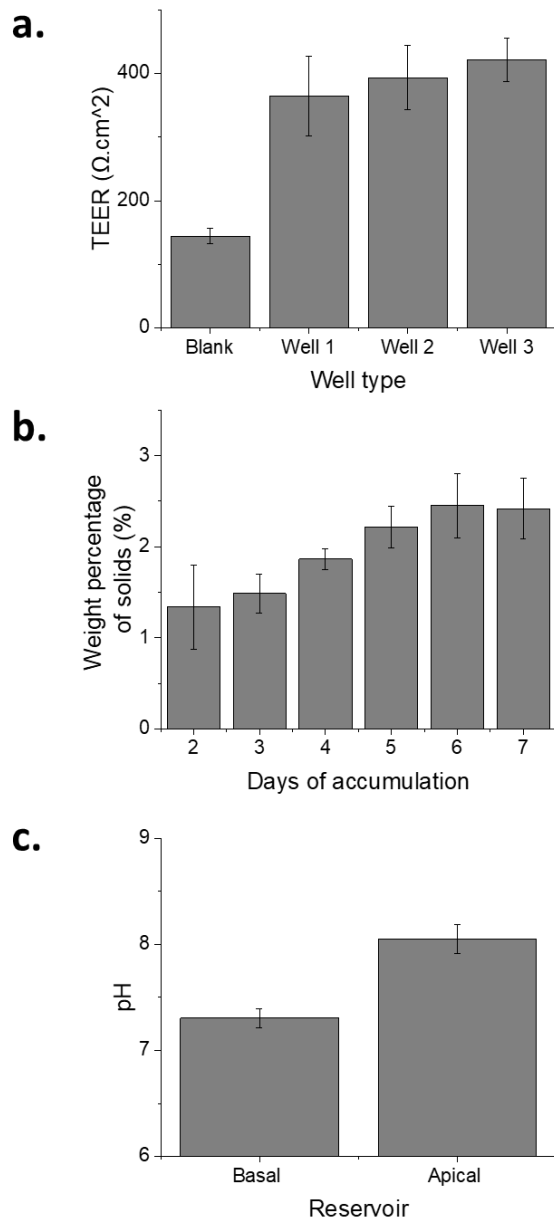 a.
TEER (Ω.cm^2)
400
200
0
Blank Well 1 Well 2 Well 3
Well type
b.
Weight percentage
of solids (%)
3
2
1
0
2 3 4 5 6 7
Days of accumulation
c.
pH
9
8
7
6
Basal Apical
Reservoir